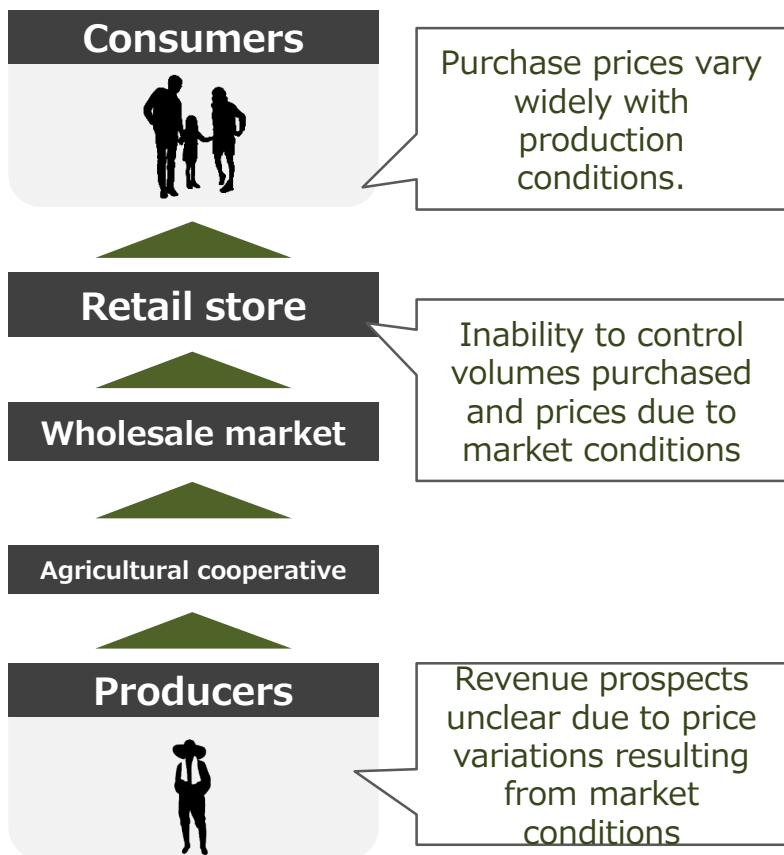 Consumers
Purchase prices vary
widely with
production
conditions.
Retail store
Inability to control
volumes purchased
and prices due to
market conditions
Wholesale market
Agricultural cooperative
Producers
Revenue prospects
unclear due to price
variations resulting
from market
conditions